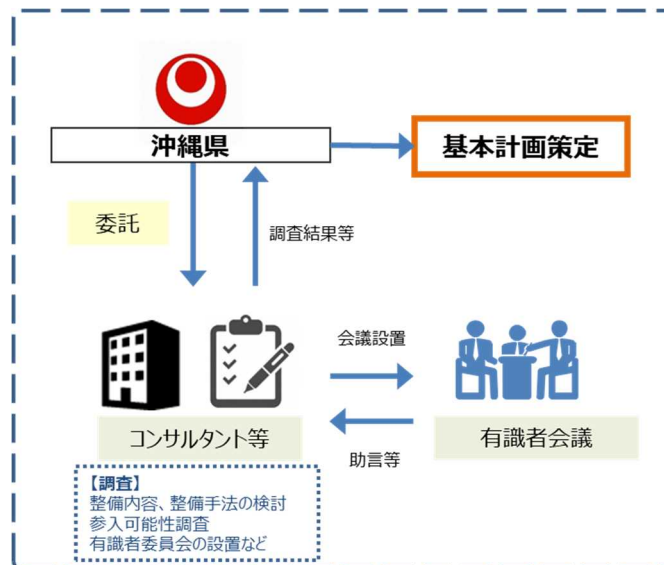 沖縄県
基本計画策定
委託
調査結果等
会議設置
コンサルタント等
有識者会議
助言等
【調査】
整備内容、整備手法の検討
参入可能性調査
有識者委員会の設置など